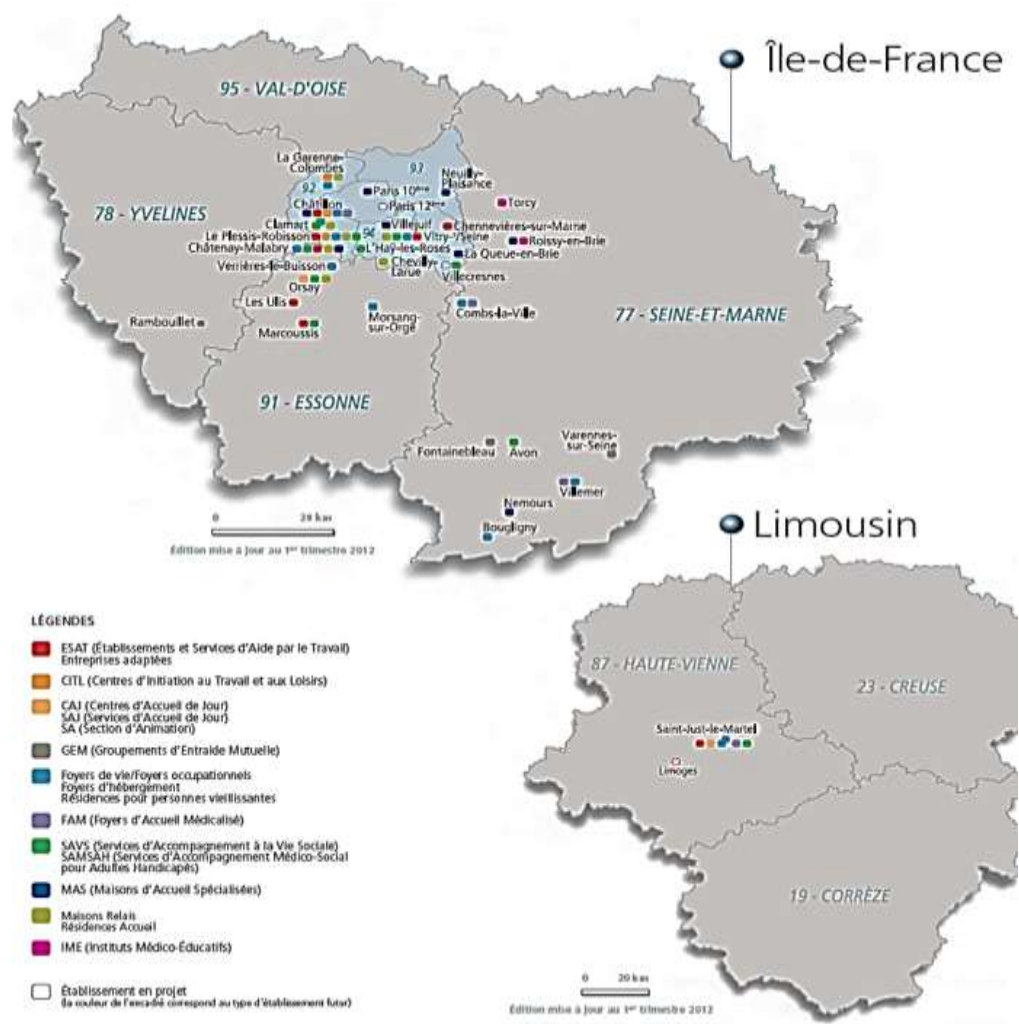 Île-de-France
95 - VAL-D'OISE
La Garenne-
Colombes
93
Neuilly-
Plaisance
92
Paris 10ème
Paris 12ème
Torcy
78 - YVELINES
Châtillon
Clamart
94
Villejuif
Chennevières-sur-Marne
Le Plessis-Robisson
Vitry-s/Seine
Roissy-en-Brie
Châtenay-Malabry
L'Haÿ-les-Roses
La Queue-en-Brie
Verrières-le-Buisson
Chevilly-
Larue
Villecresnes
Orsay
Les Ulis
Morsang-
sur-Orge
Combs-la-Ville
77 - SEINE-ET-MARNE
Rambouillet
Marcoussis
91 - ESSONNE
Fontainebleau
Avon
Varennes-
sur-Seine
Villemer
Nemours
Bougligny
0 20 km
Édition mise à jour au 1er trimestre 2012
Limousin
LÉGENDES
ESAT (Établissements et Services d'Aide par le Travail)
Entreprises adaptées
CITL (Centres d'Initiation au Travail et aux Loisirs)
CAJ (Centres d'Accueil de Jour)
SAJ (Services d'Accueil de Jour)
SA (Section d'Animation)
GEM (Groupements d'Entraide Mutuelle)
Foyers de vie/Foyers occupationnels
Foyers d'hébergement
Résidences pour personnes vieillissantes
FAM (Foyers d'Accueil Médicalisé)
SAVS (Services d'Accompagnement à la Vie Sociale)
SAMSAH (Services d'Accompagnement Médico-Social
pour Adultes Handicapés)
MAS (Maisons d'Accueil Spécialisées)
Maisons Relais
Résidences Accueil
IME (Instituts Médico-Éducatifs)
Établissement en projet
(la couleur de l'encadré correspond au type d'établissement futur)
87 - HAUTE-VIENNE
23 - CREUSE
Saint-Just-le-Martel
Limoges
19 - CORRÈZE
0 20 km
Édition mise à jour au 1er trimestre 2012